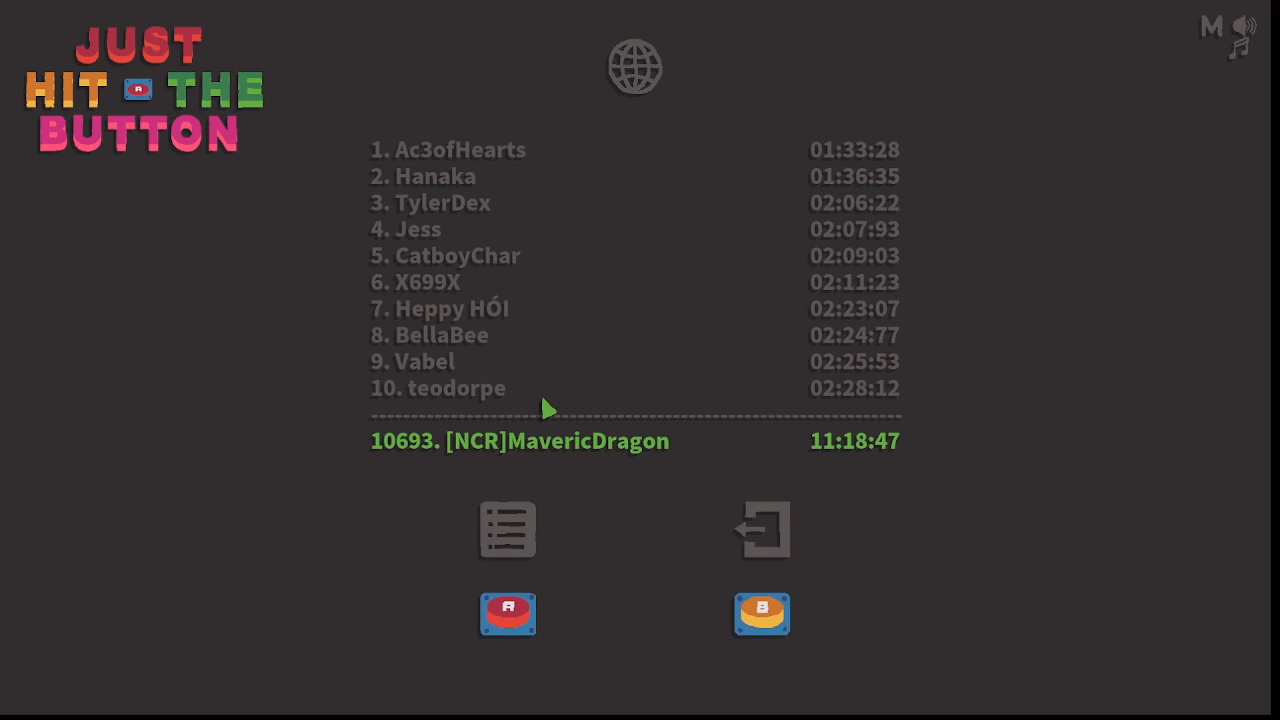 JUST
HIT A THE
BUTTON
M
1. Ac3ofHearts 01:33:28
2. Hanaka 01:36:35
3. TylerDex 02:06:22
4. Jess 02:07:93
5. CatboyChar 02:09:03
6. X699X 02:11:23
7. Heppy HÓI 02:23:07
8. BellaBee 02:24:77
9. Vabel 02:25:53
10. teodorpe 02:28:12
10693. [NCR]MavericDragon 11:18:47
A B